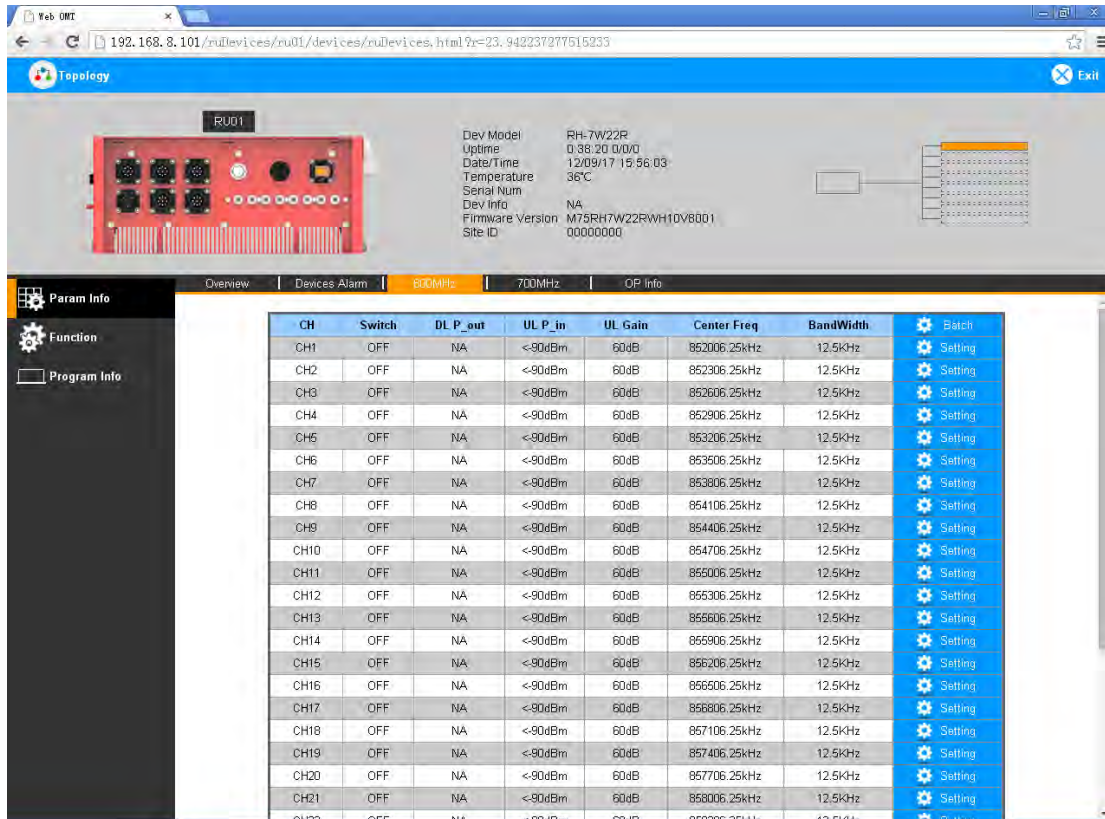 Web OMT
192.168.8.101/ruDevices/ru01/devices/ruDevices.html?r=23.942237277515233
Topology
Exit
RU01
Dev Model RH-7W22R
Uptime 0:38:20 0/0/0
Date/Time 12/09/17 15:56:03
Temperature 36℃
Serial Num
Dev Info NA
Firmware Version M75RH7W22RWH10V6001
Site ID 00000000
Param Info
Function
Program Info
Overview Devices Alarm 800MHz 700MHz OP Info
CH Switch DL P_out UL P_in UL Gain Center Freq BandWidth Batch
CH1 OFF NA <-90dBm 60dB 852006.25kHz 12.5KHz Setting
CH2 OFF NA <-90dBm 60dB 852306.25kHz 12.5KHz Setting
CH3 OFF NA <-90dBm 60dB 852606.25kHz 12.5KHz Setting
CH4 OFF NA <-90dBm 60dB 852906.25kHz 12.5KHz Setting
CH5 OFF NA <-90dBm 60dB 853206.25kHz 12.5KHz Setting
CH6 OFF NA <-90dBm 60dB 853506.25kHz 12.5KHz Setting
CH7 OFF NA <-90dBm 60dB 853806.25kHz 12.5KHz Setting
CH8 OFF NA <-90dBm 60dB 854106.25kHz 12.5KHz Setting
CH9 OFF NA <-90dBm 60dB 854406.25kHz 12.5KHz Setting
CH10 OFF NA <-90dBm 60dB 854706.25kHz 12.5KHz Setting
CH11 OFF NA <-90dBm 60dB 855006.25kHz 12.5KHz Setting
CH12 OFF NA <-90dBm 60dB 855306.25kHz 12.5KHz Setting
CH13 OFF NA <-90dBm 60dB 855606.25kHz 12.5KHz Setting
CH14 OFF NA <-90dBm 60dB 855906.25kHz 12.5KHz Setting
CH15 OFF NA <-90dBm 60dB 856206.25kHz 12.5KHz Setting
CH16 OFF NA <-90dBm 60dB 856506.25kHz 12.5KHz Setting
CH17 OFF NA <-90dBm 60dB 856806.25kHz 12.5KHz Setting
CH18 OFF NA <-90dBm 60dB 857106.25kHz 12.5KHz Setting
CH19 OFF NA <-90dBm 60dB 857406.25kHz 12.5KHz Setting
CH20 OFF NA <-90dBm 60dB 857706.25kHz 12.5KHz Setting
CH21 OFF NA <-90dBm 60dB 858006.25kHz 12.5KHz Setting